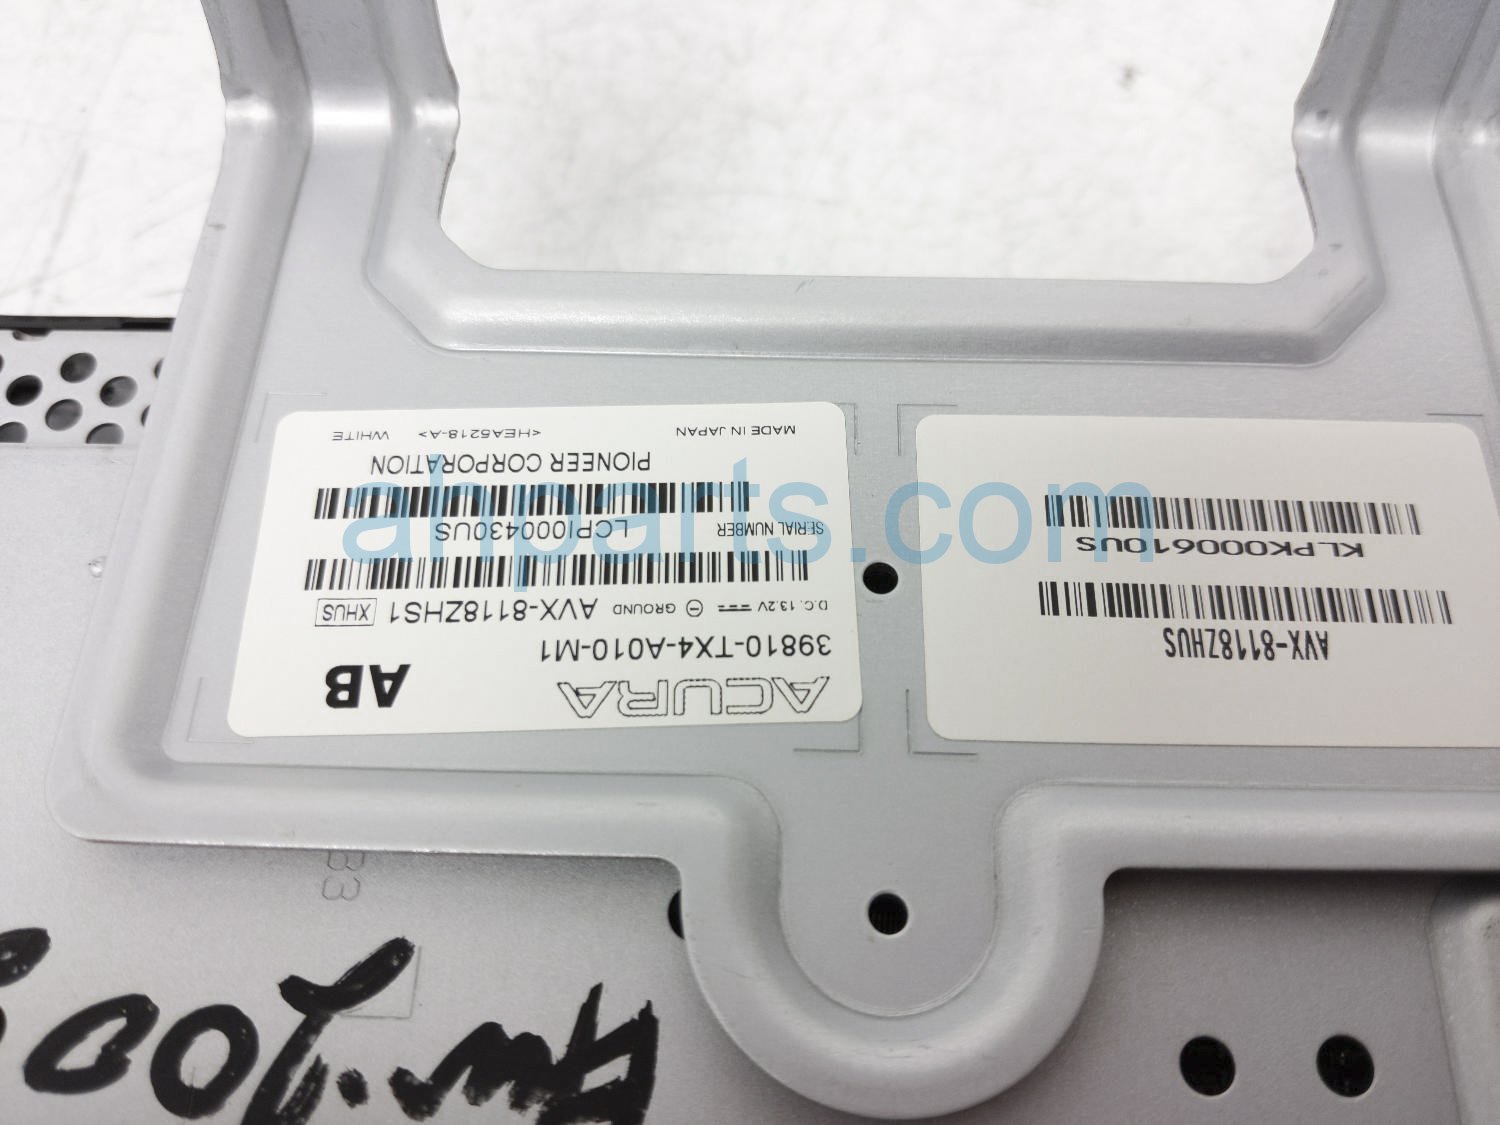 ACURA AB
39810-TX4-A010-M1
D.C. 13.2V GROUND AVX-8118ZHS1 XHUS
SERIAL NUMBER LCPI000430US
PIONEER CORPORATION
MADE IN JAPAN <HEA5218-A> WHITE
AVX-8118ZHUS
KLPK000610US
ahparts.com